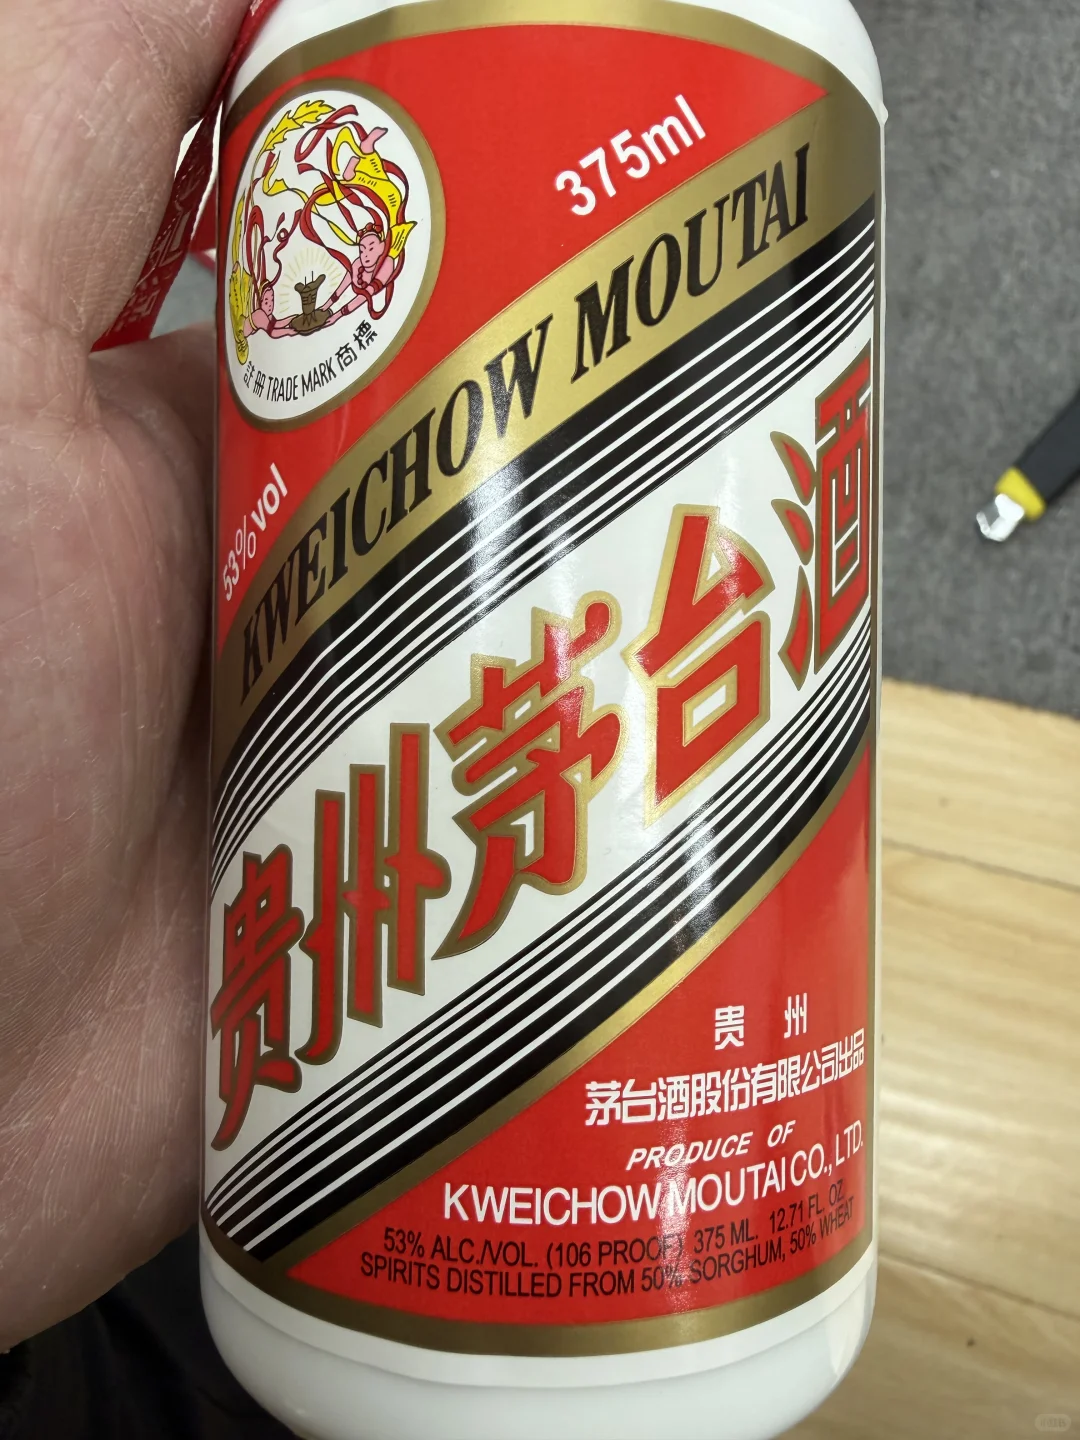 375ml
註冊 TRADE MARK 商標
53%vol
KWEICHOW MOUTAI
贵州茅台酒
贵州
茅台酒股份有限公司出品
PRODUCE OF
KWEICHOW MOUTAI CO., LTD.
53% ALC./VOL. (106 PROOF) 375 ML. 12.71 FL. OZ.
SPIRITS DISTILLED FROM 50% SORGHUM, 50% WHEAT